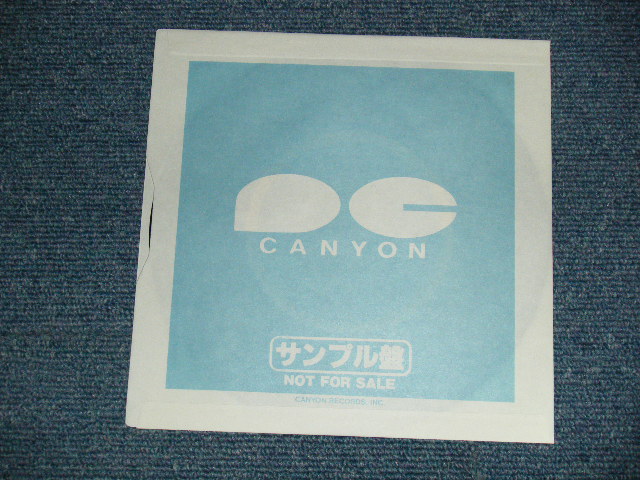 CANYON
サンプル盤
NOT FOR SALE
CANYON RECORDS, INC.